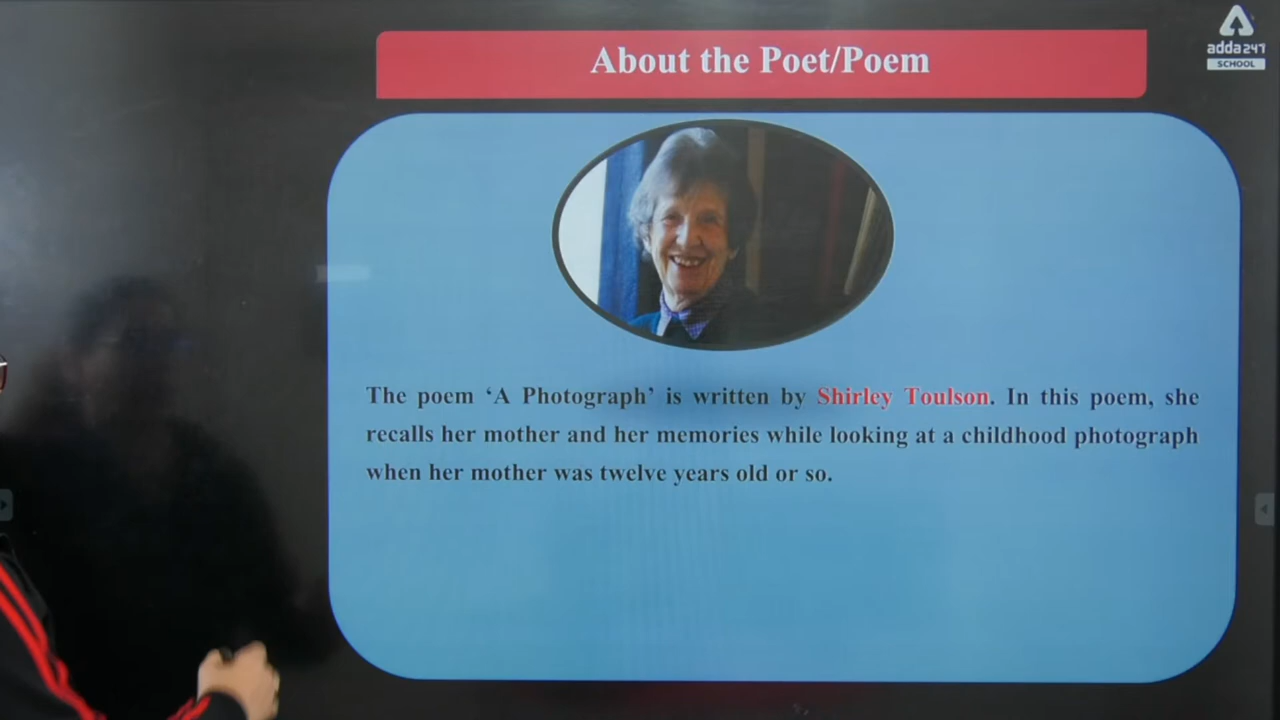 About the Poet/Poem
adda247
SCHOOL
The poem ‘A Photograph’ is written by Shirley Toulson. In this poem, she
recalls her mother and her memories while looking at a childhood photograph
when her mother was twelve years old or so.